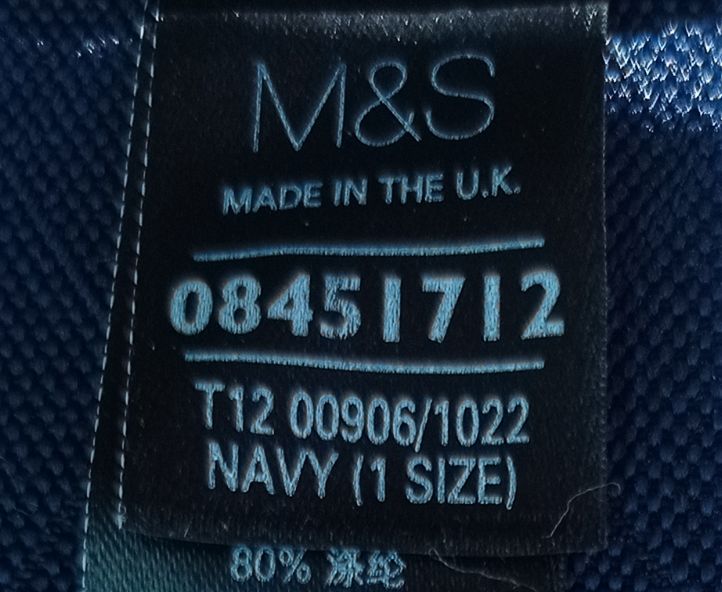 M&S
MADE IN THE U.K.
08451712
T12 00906/1022
NAVY (1 SIZE)
80% 涤纶